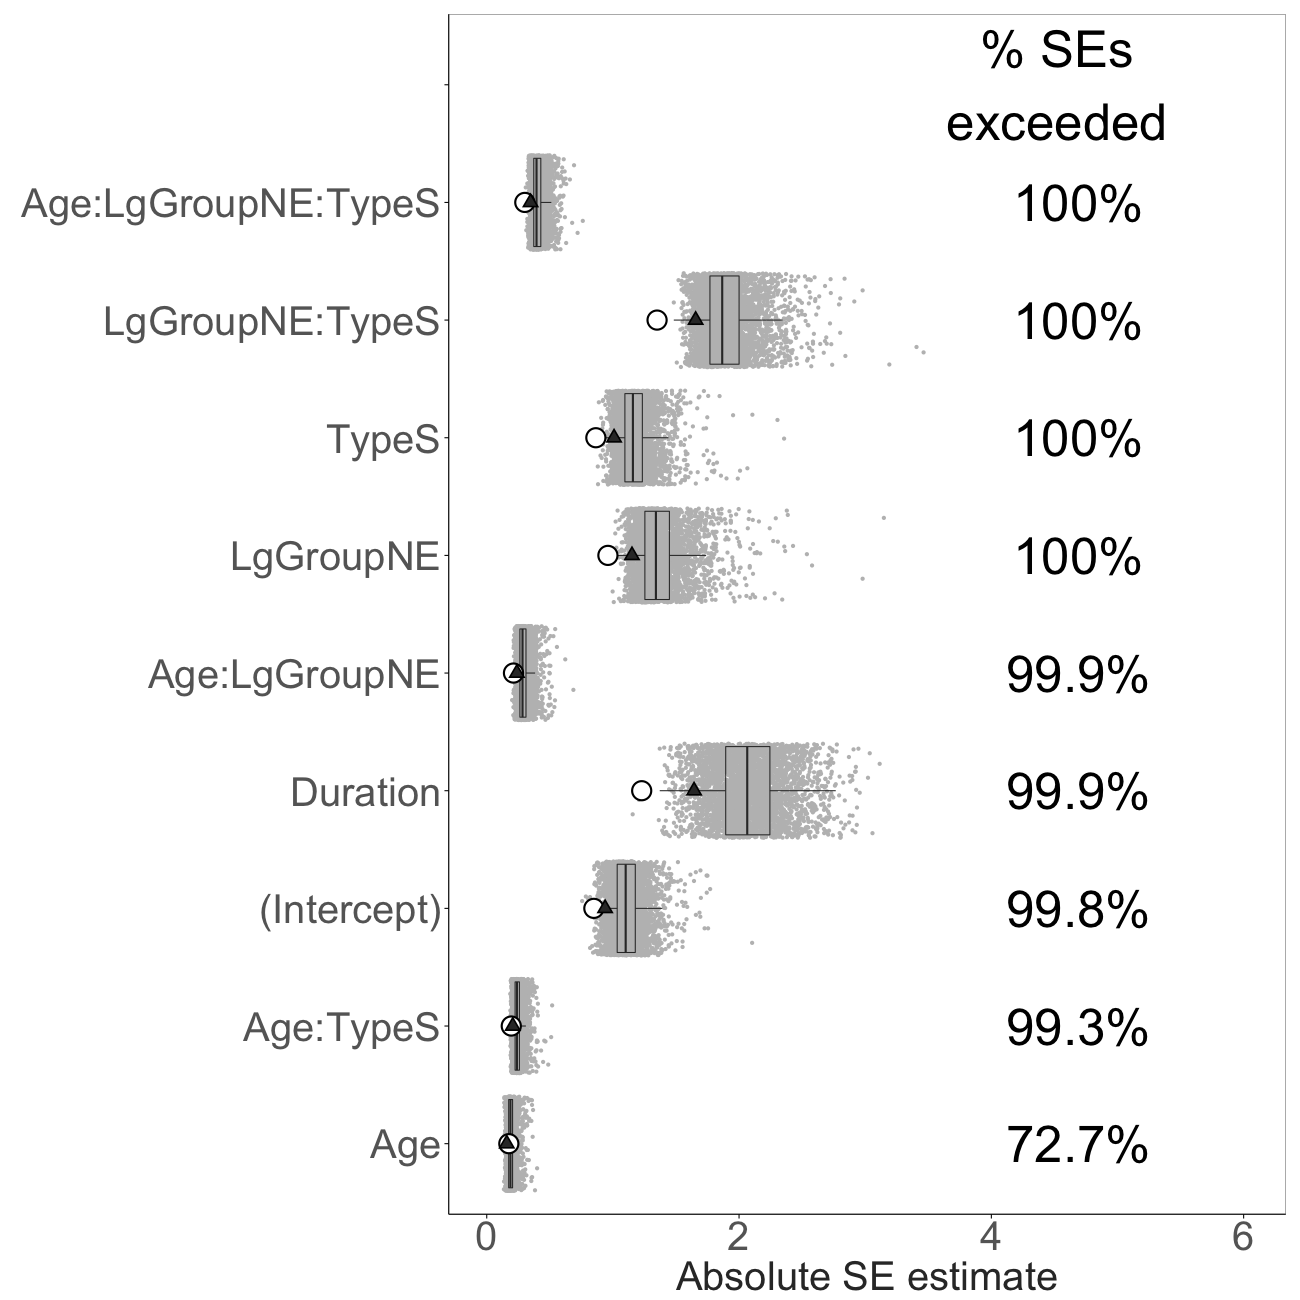 % SEs
exceeded
Age:LgGroupNE:TypeS 100%
LgGroupNE:TypeS 100%
TypeS 100%
LgGroupNE 100%
Age:LgGroupNE 99.9%
Duration 99.9%
(Intercept) 99.8%
Age:TypeS 99.3%
Age 72.7%
0 2 4 6
Absolute SE estimate